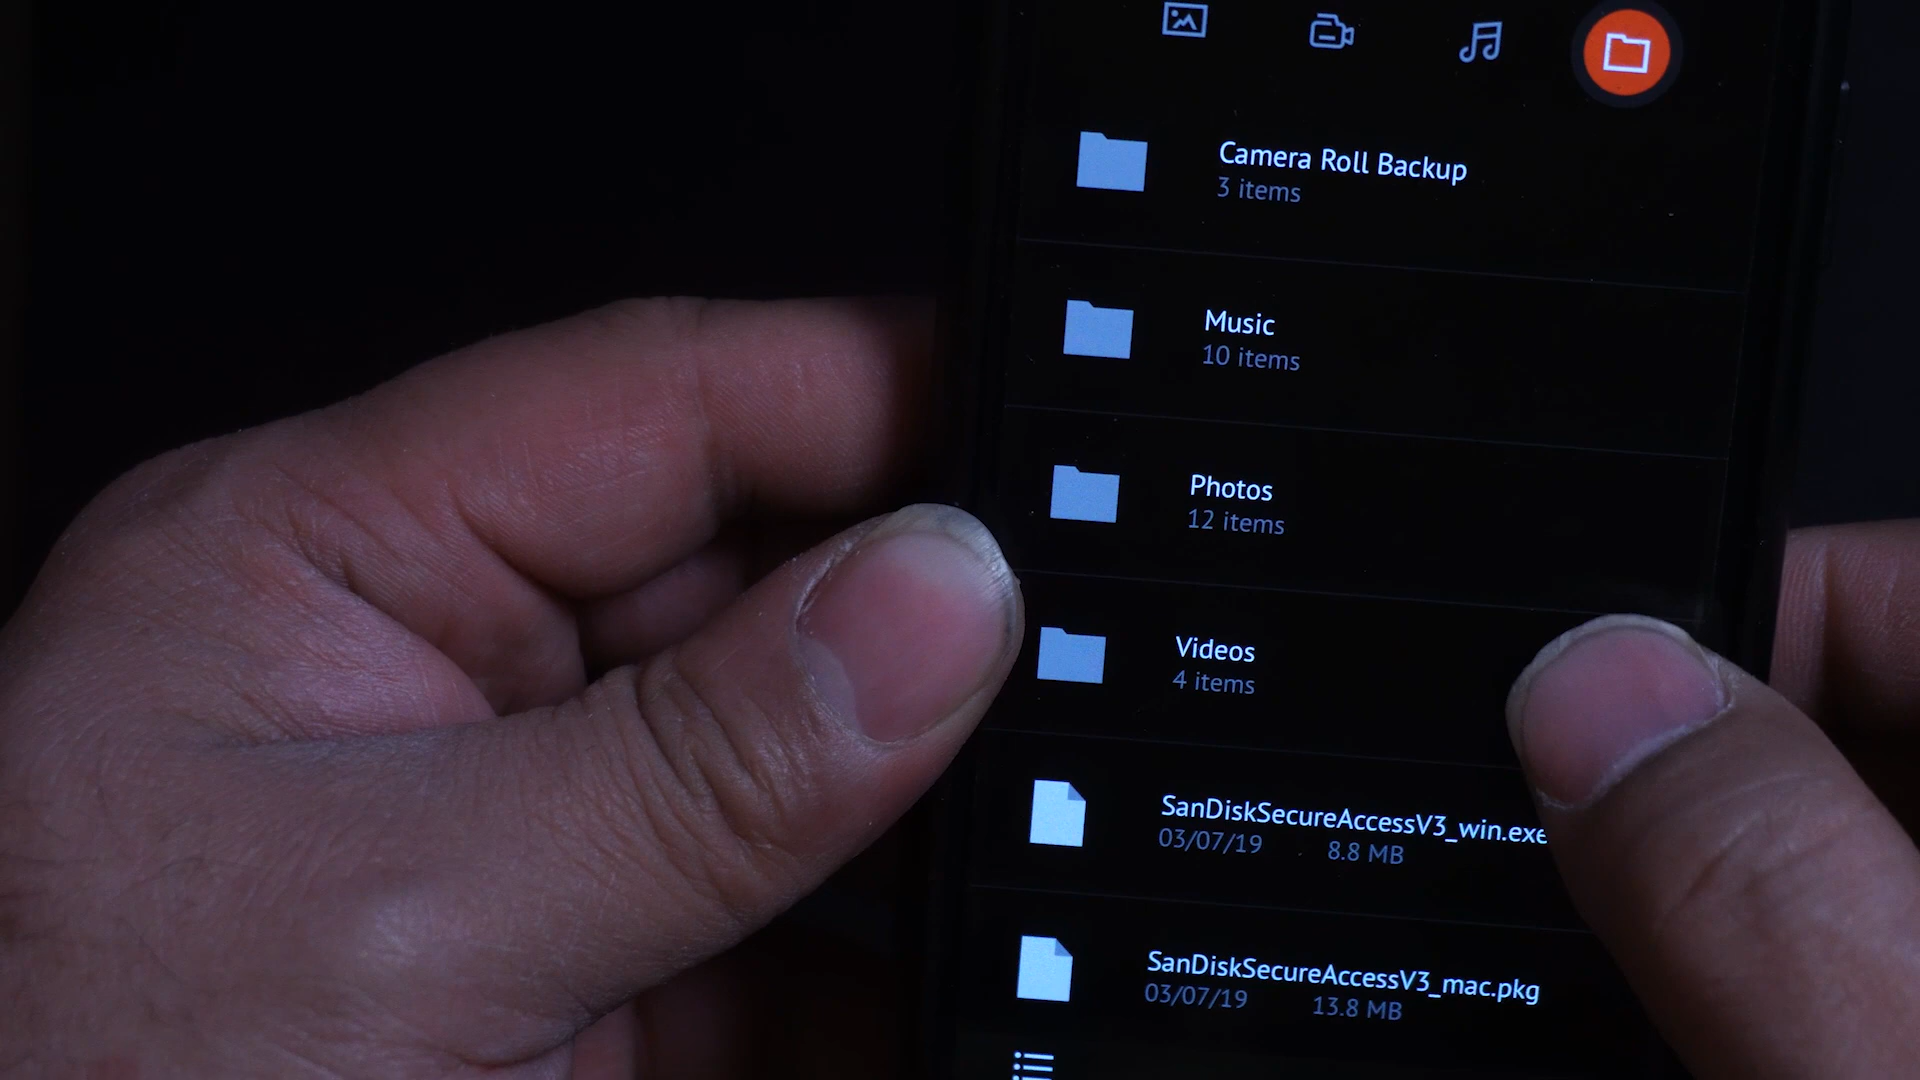 Camera Roll Backup
3 items
Music
10 items
Photos
12 items
Videos
4 items
SanDiskSecureAccessV3_win.exe
03/07/19 8.8 MB
SanDiskSecureAccessV3_mac.pkg
03/07/19 13.8 MB